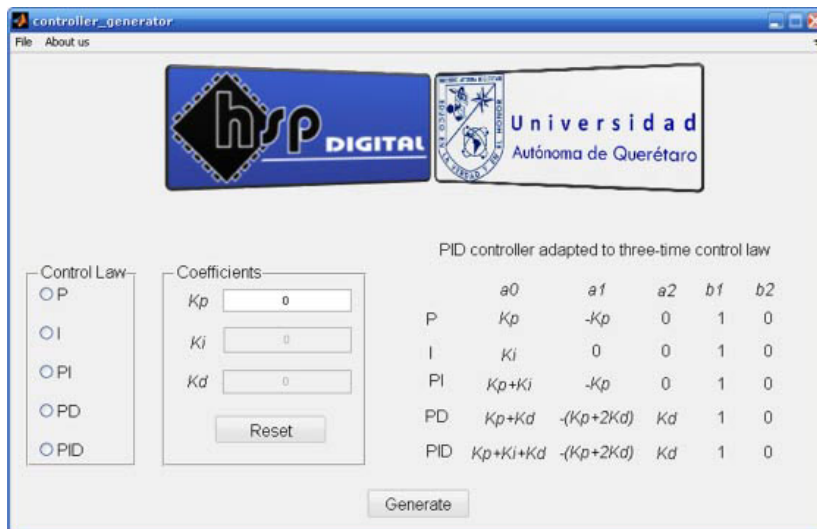 controller_generator
File About us
hsp DIGITAL
Universidad
Autónoma de Querétaro
PID controller adapted to three-time control law
Control Law
P
I
PI
PD
PID
Coefficients
Kp 0
Ki 0
Kd 0
Reset
a0 a1 a2 b1 b2
P Kp -Kp 0 1 0
I Ki 0 0 1 0
PI Kp+Ki -Kp 0 1 0
PD Kp+Kd -(Kp+2Kd) Kd 1 0
PID Kp+Ki+Kd -(Kp+2Kd) Kd 1 0
Generate